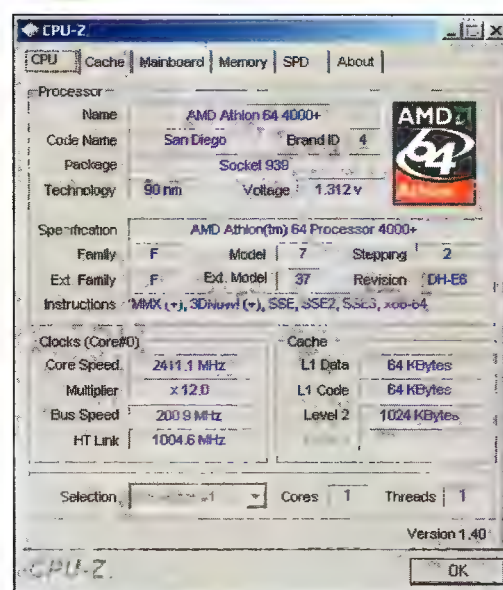 CPU-Z
CPU Cache Mainboard Memory SPD About
Processor
Name AMD Athlon 64 4000+
Code Name San Diego Brand ID 4
Package Socket 939
Technology 90 nm Voltage 1.312 v
AMD
64
Athlon
Specification AMD Athlon(tm) 64 Processor 4000+
Family F Model 7 Stepping 2
Ext. Family F Ext. Model 37 Revision DH-E6
Instructions MMX (+), 3DNow! (+), SSE, SSE2, SSE3, x86-64
Clocks (Core#0) Cache
Core Speed 2411.1 MHz L1 Data 64 KBytes
Multiplier x 12.0 L1 Code 64 KBytes
Bus Speed 200.9 MHz Level 2 1024 KBytes
HT Link 1004.6 MHz
Selection Cores 1 Threads 1
Version 1.40
CPU-Z OK